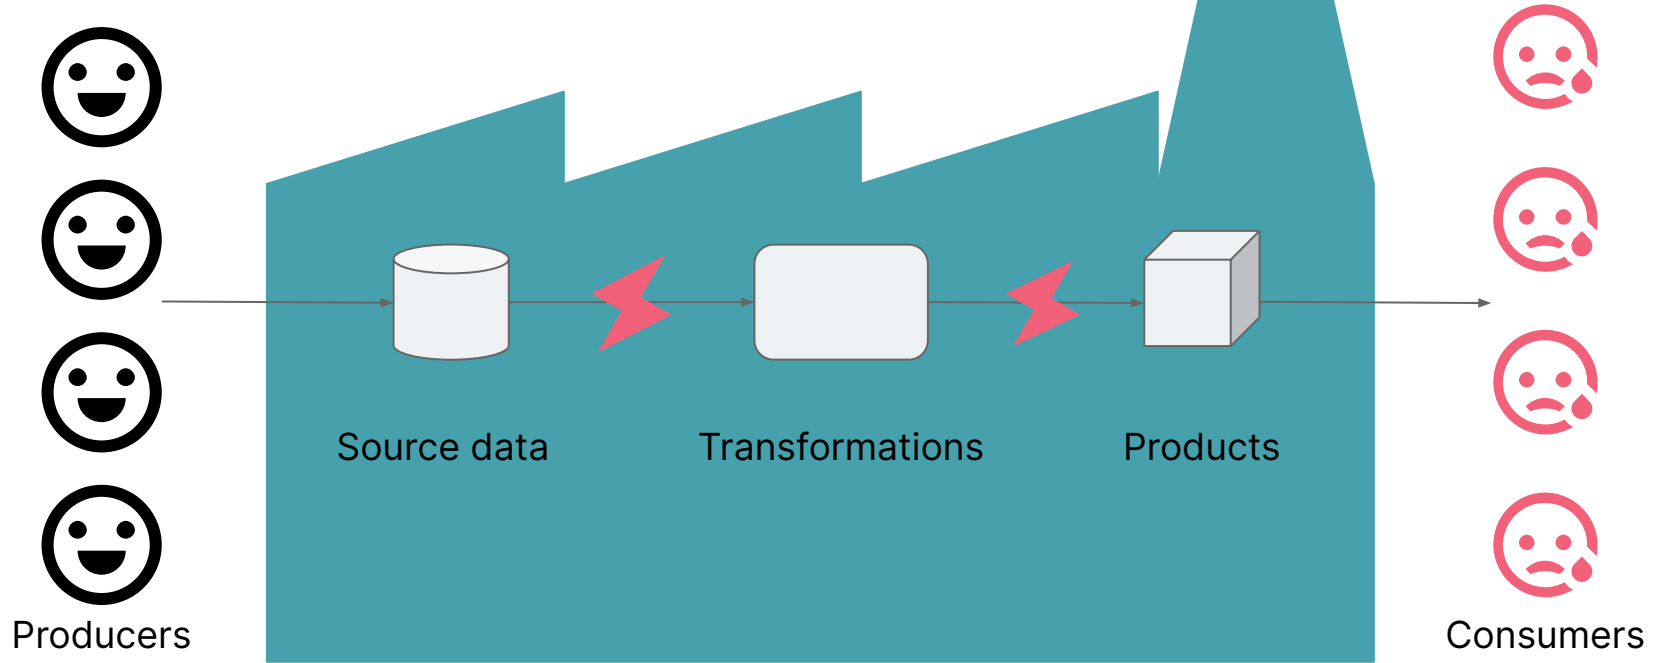 Source data
Transformations
Products
Producers
Consumers